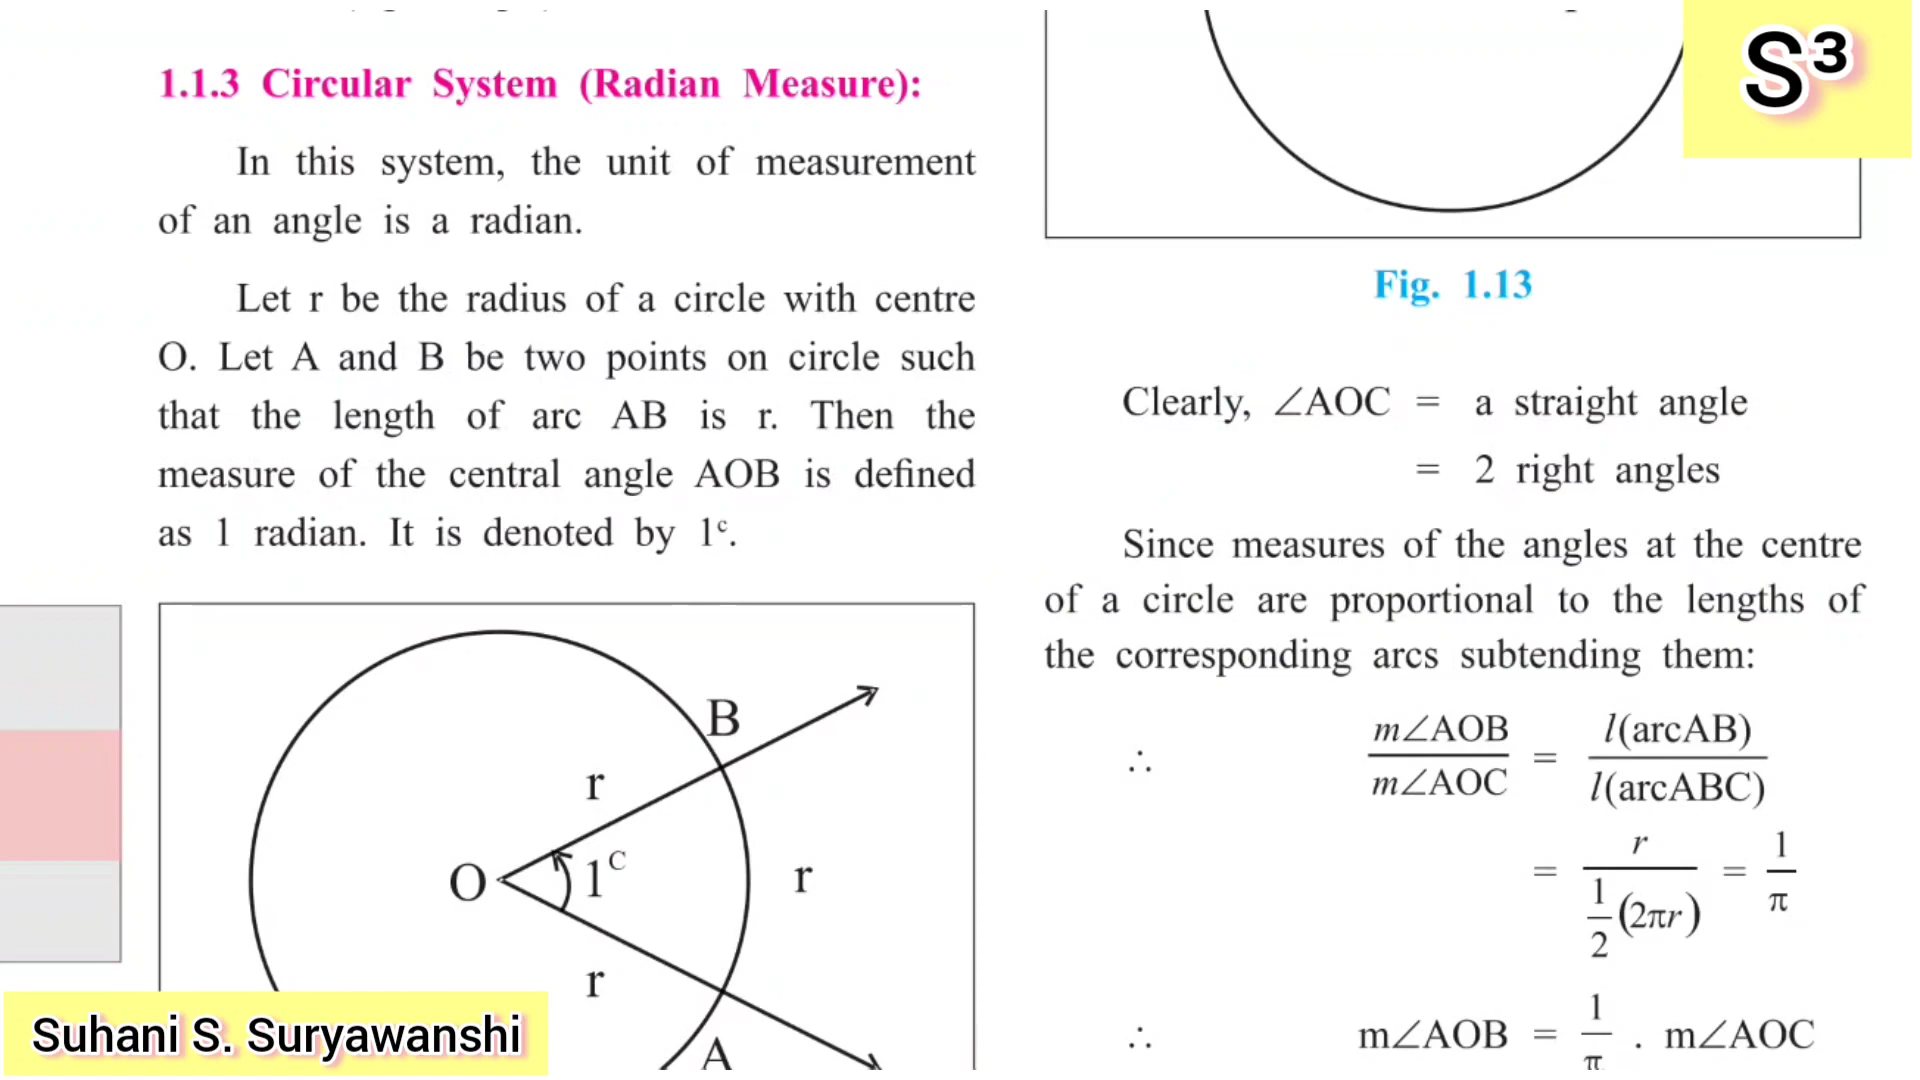 1.1.3 Circular System (Radian Measure):
In this system, the unit of measurement
of an angle is a radian.
Let r be the radius of a circle with centre
O. Let A and B be two points on circle such
that the length of arc AB is r. Then the
measure of the central angle AOB is defined
as 1 radian. It is denoted by 1ᶜ.
B
r
O
1ᶜ
r
r
A
Suhani S. Suryawanshi
S³
Fig. 1.13
Clearly, ∠AOC = a straight angle
= 2 right angles
Since measures of the angles at the centre
of a circle are proportional to the lengths of
the corresponding arcs subtending them:
∴ m∠AOB / m∠AOC = l(arcAB) / l(arcABC)
= r / 1/2 (2πr) = 1/π
∴ m∠AOB = 1/π . m∠AOC